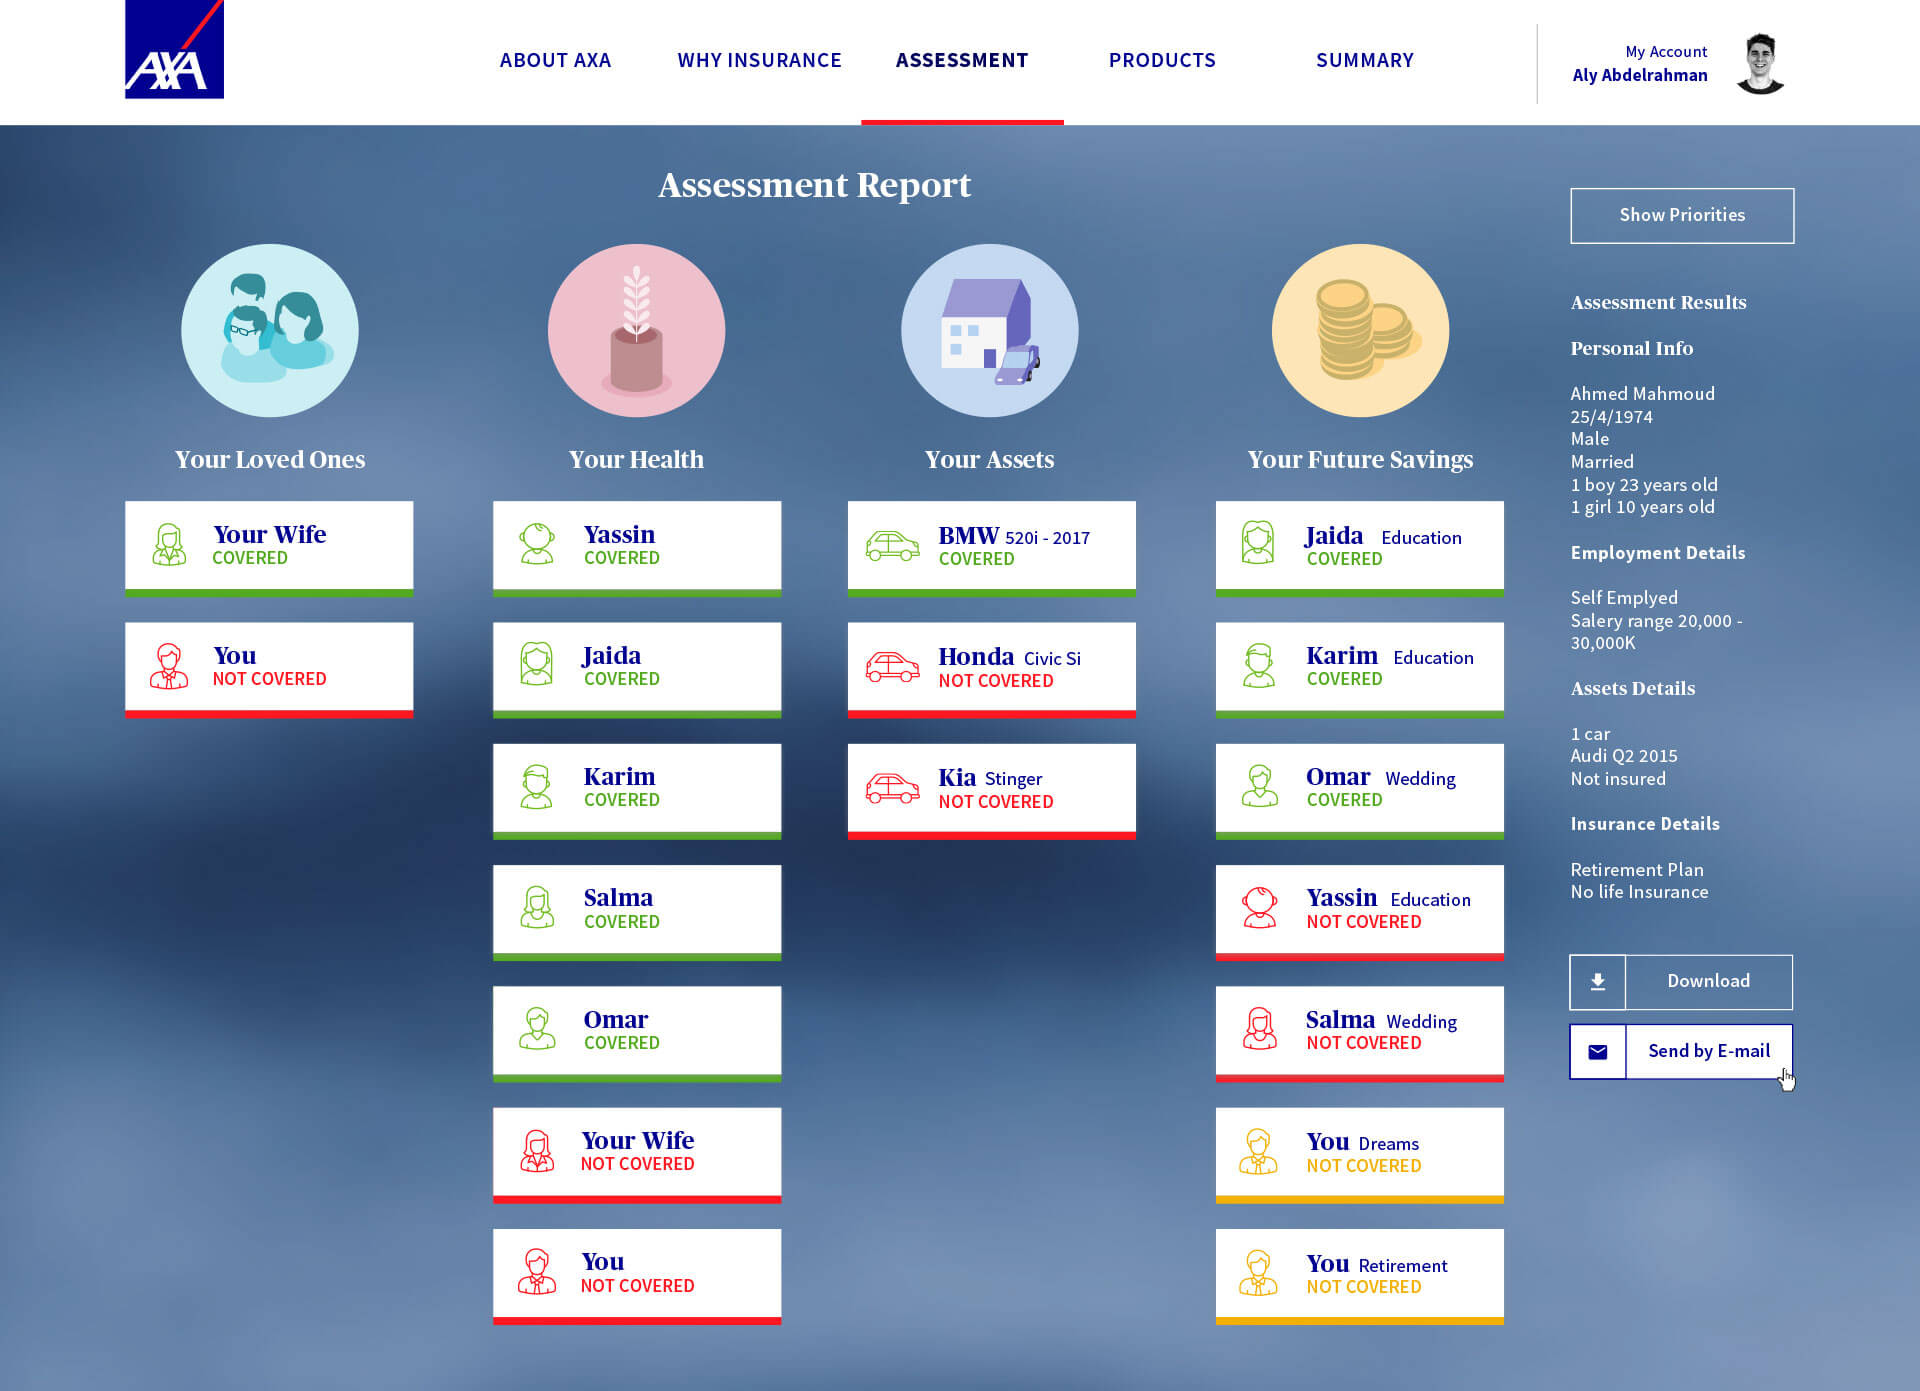 AXA
ABOUT AXA
WHY INSURANCE
ASSESSMENT
PRODUCTS
SUMMARY
My Account
Aly Abdelrahman
Assessment Report
Your Loved Ones
Your Wife
COVERED
You
NOT COVERED
Your Health
Yassin
COVERED
Jaida
COVERED
Karim
COVERED
Salma
COVERED
Omar
COVERED
Your Wife
NOT COVERED
You
NOT COVERED
Your Assets
BMW 520i - 2017
COVERED
Honda Civic Si
NOT COVERED
Kia Stinger
NOT COVERED
Your Future Savings
Jaida Education
COVERED
Karim Education
COVERED
Omar Wedding
COVERED
Yassin Education
NOT COVERED
Salma Wedding
NOT COVERED
You Dreams
NOT COVERED
You Retirement
NOT COVERED
Show Priorities
Assessment Results
Personal Info
Ahmed Mahmoud
25/4/1974
Male
Married
1 boy 23 years old
1 girl 10 years old
Employment Details
Self Emplyed
Salery range 20,000 -
30,000K
Assets Details
1 car
Audi Q2 2015
Not insured
Insurance Details
Retirement Plan
No life Insurance
Download
Send by E-mail